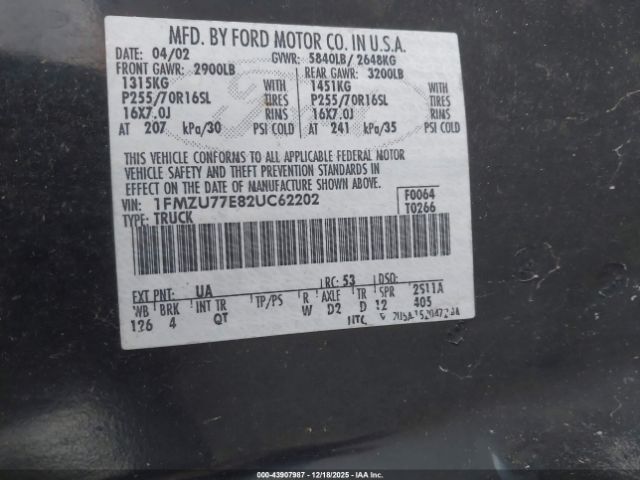 MFD. BY FORD MOTOR CO. IN U.S.A.
DATE: 04/02 GVWR: 5840LB/ 2648KG
FRONT GAWR: 2900LB REAR GAWR: 3200LB
1315KG WITH 1451KG WITH
P255/70R16SL TIRES P255/70R16SL TIRES
16X7.0J RIMS 16X7.0J RIMS
AT 207 kPa/30 PSI COLD AT 241 kPa/35 PSI COLD
THIS VEHICLE CONFORMS TO ALL APPLICABLE FEDERAL MOTOR
VEHICLE SAFETY AND THEFT PREVENTION STANDARDS IN
EFFECT ON THE DATE OF MANUFACTURE SHOWN ABOVE.
VIN: 1FMZU77E82UC62202 F0064
TYPE: TRUCK T0266
EXT PNT: UA RC: 53 DSO:
WB BRK INT TR TP/PS R AXLE TR SPR 2S11A
126 4 QT W D2 D 12 405
000-43907987 - 12/18/2025 - IAAI.COM